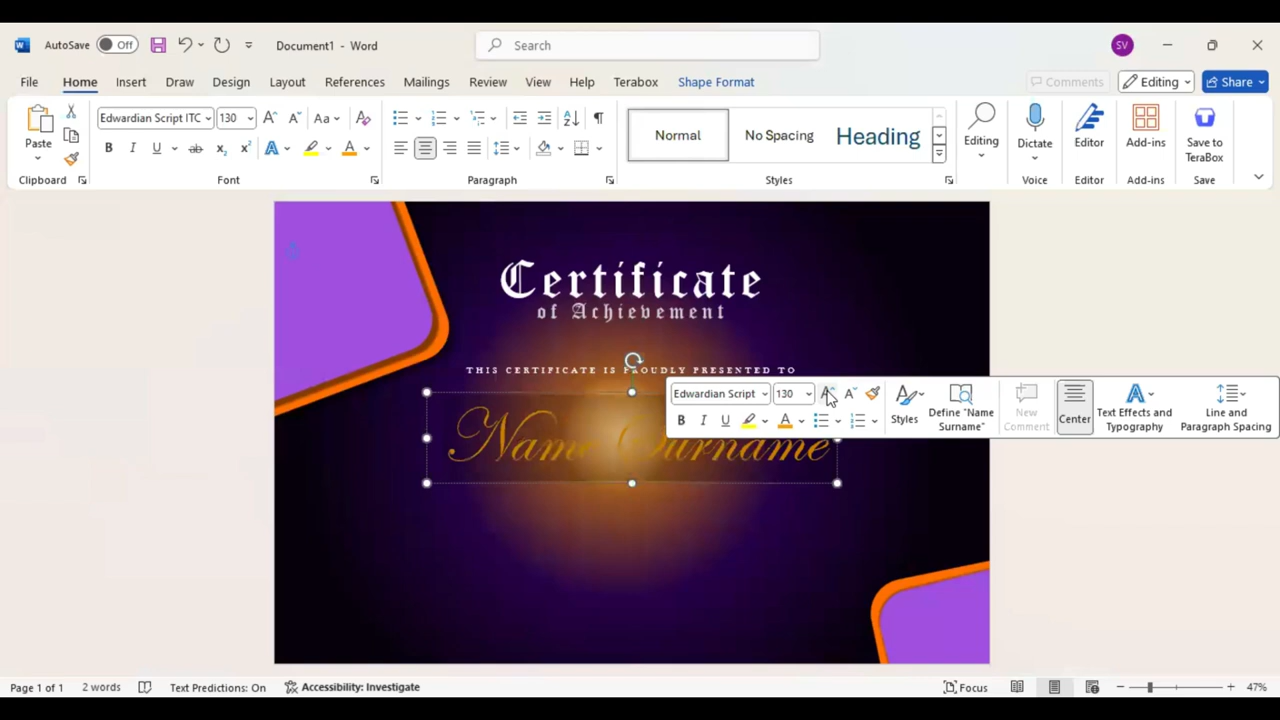 AutoSave Off Document1 - Word Search SV
File Home Insert Draw Design Layout References Mailings Review View Help Terabox Shape Format Comments Editing Share
Edwardian Script ITC 130 Aa
Paste B I U ab x2 x2 A A Normal No Spacing Heading Editing Dictate Editor Add-ins Save to TeraBox
Clipboard Font Paragraph Styles Voice Editor Add-ins Save
Certificate
of Achievement
THIS CERTIFICATE IS PROUDLY PRESENTED TO
Name Surname
Edwardian Script 130 Styles Define "Name Surname" New Comment Center Text Effects and Typography Line and Paragraph Spacing
B I U A
Page 1 of 1 2 words Text Predictions: On Accessibility: Investigate Focus 47%